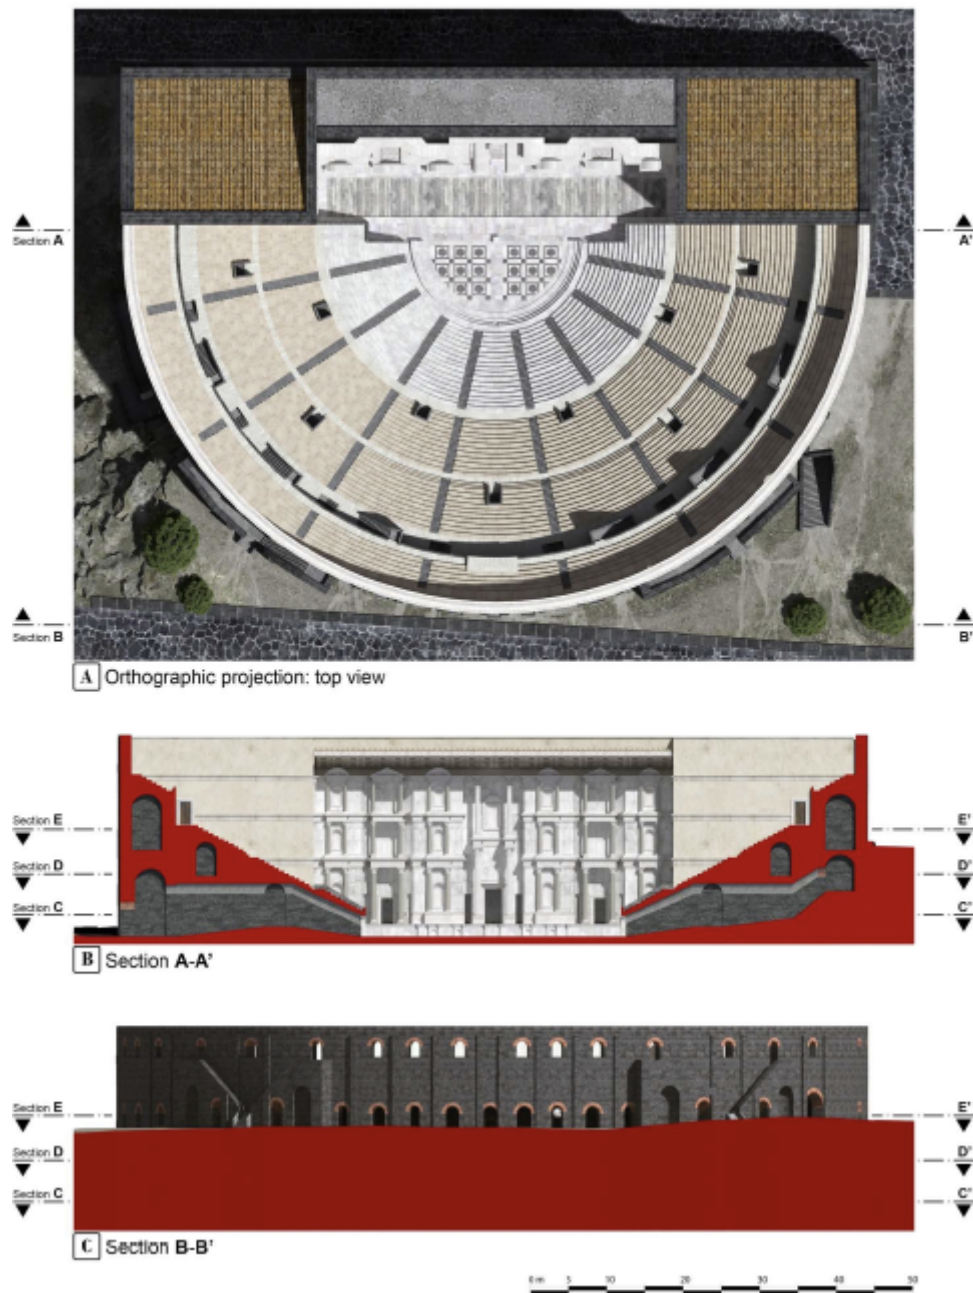 Section A
A'
Section B
B'
A Orthographic projection: top view
Section E
E'
Section D
D'
Section C
C'
B Section A-A'
Section E
E'
Section D
D'
Section C
C'
C Section B-B'
0 m 5 10 20 30 40 50